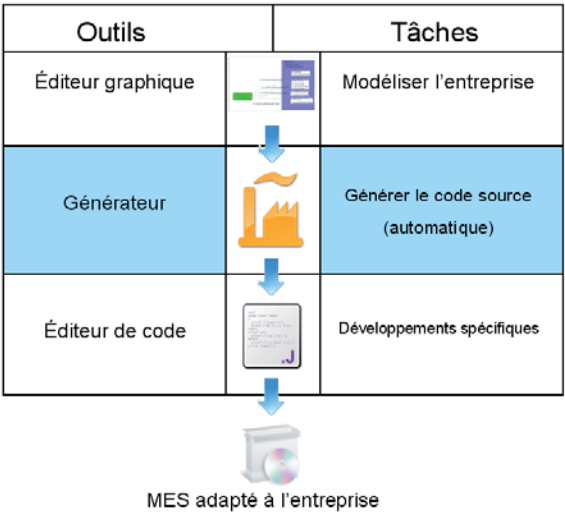 Outils
Tâches
Éditeur graphique
Modéliser l'entreprise
Générateur
Générer le code source
(automatique)
Éditeur de code
.J
Développements spécifiques
MES adapté à l'entreprise